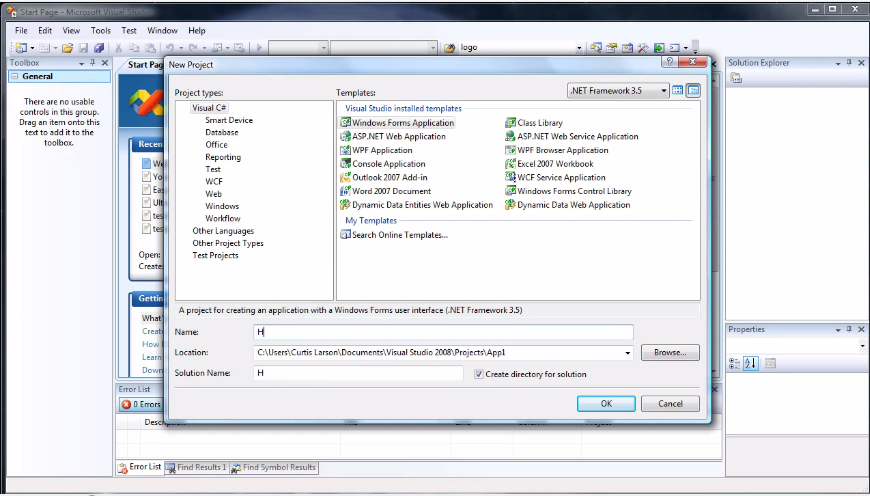 Start Page - Microsoft Visual Studio
File Edit View Tools Test Window Help
logo
Toolbox
General
There are no usable
controls in this group.
Drag an item onto this
text to add it to the
toolbox.
Start Page
Recen
We
You
Eas
Ult
tes
tes
Open:
Create:
Getting
What'
Create
How
Learn
Down
New Project
Project types:
Visual C#
Smart Device
Database
Office
Reporting
Test
WCF
Web
Windows
Workflow
Other Languages
Other Project Types
Test Projects
Templates:
.NET Framework 3.5
Visual Studio installed templates
Windows Forms Application
Class Library
ASP.NET Web Application
ASP.NET Web Service Application
WPF Application
WPF Browser Application
Console Application
Excel 2007 Workbook
Outlook 2007 Add-in
WCF Service Application
Word 2007 Document
Windows Forms Control Library
Dynamic Data Entities Web Application
Dynamic Data Web Application
My Templates
Search Online Templates...
A project for creating an application with a Windows Forms user interface (.NET Framework 3.5)
Name: H
Location: C:\Users\Curtis Larson\Documents\Visual Studio 2008\Projects\App1
Browse...
Solution Name: H
Create directory for solution
OK
Cancel
Solution Explorer
Properties
Error List
0 Errors
Descr
Error List
Find Results 1
Find Symbol Results